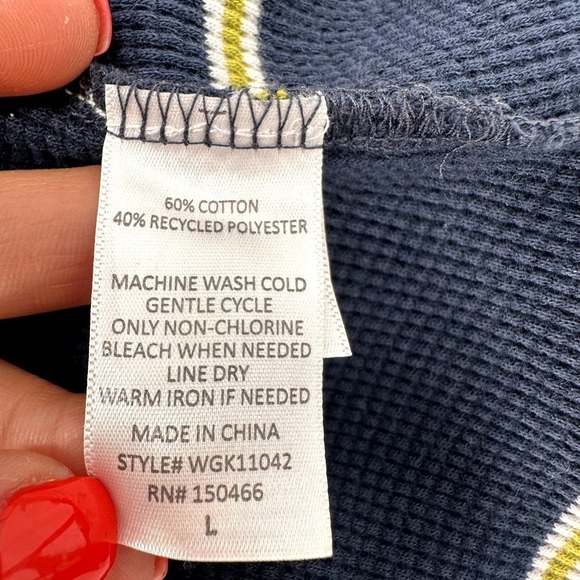 60% COTTON
40% RECYCLED POLYESTER
MACHINE WASH COLD
GENTLE CYCLE
ONLY NON-CHLORINE
BLEACH WHEN NEEDED
LINE DRY
WARM IRON IF NEEDED
MADE IN CHINA
STYLE# WGK11042
RN# 150466
L